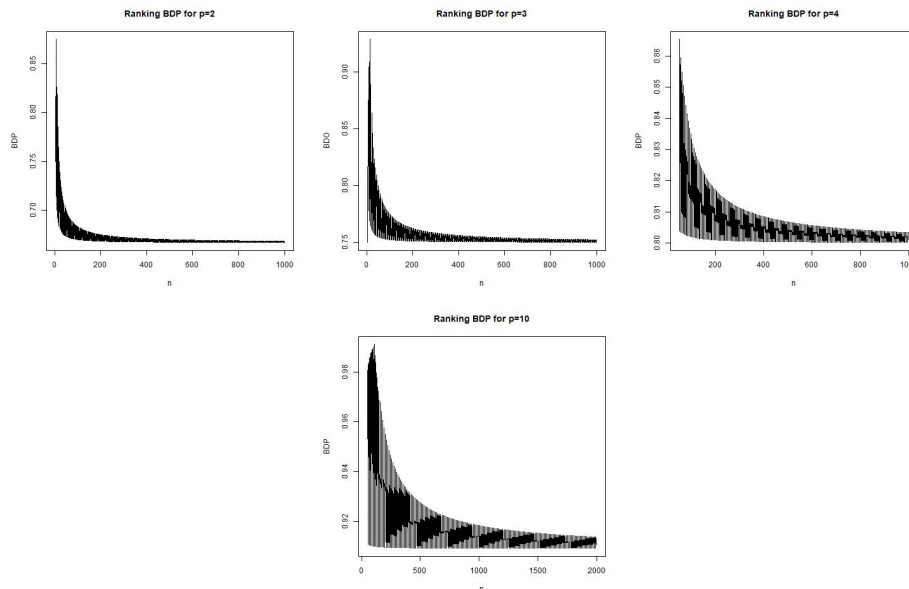 Ranking BDP for p=2
BDP
0.85
0.80
0.75
0.70
0 200 400 600 800 1000
n
Ranking BDP for p=3
BDO
0.90
0.85
0.80
0.75
0 200 400 600 800 1000
n
Ranking BDP for p=4
BDP
0.86
0.85
0.84
0.83
0.82
0.81
0.80
200 400 600 800 1000
n
Ranking BDP for p=10
BDP
0.98
0.96
0.94
0.92
0 500 1000 1500 2000
n